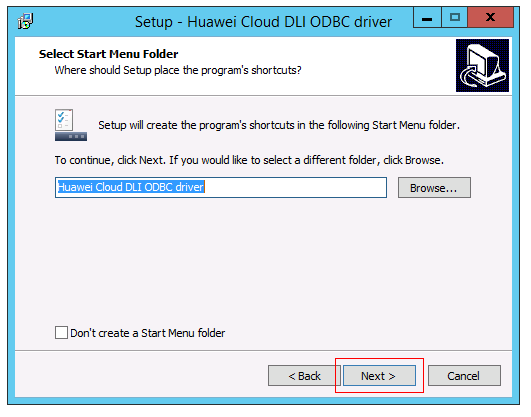 Setup - Huawei Cloud DLI ODBC driver
Select Start Menu Folder
Where should Setup place the program's shortcuts?
Setup will create the program's shortcuts in the following Start Menu folder.
To continue, click Next. If you would like to select a different folder, click Browse.
Huawei Cloud DLI ODBC driver
Browse...
Don't create a Start Menu folder
< Back
Next >
Cancel